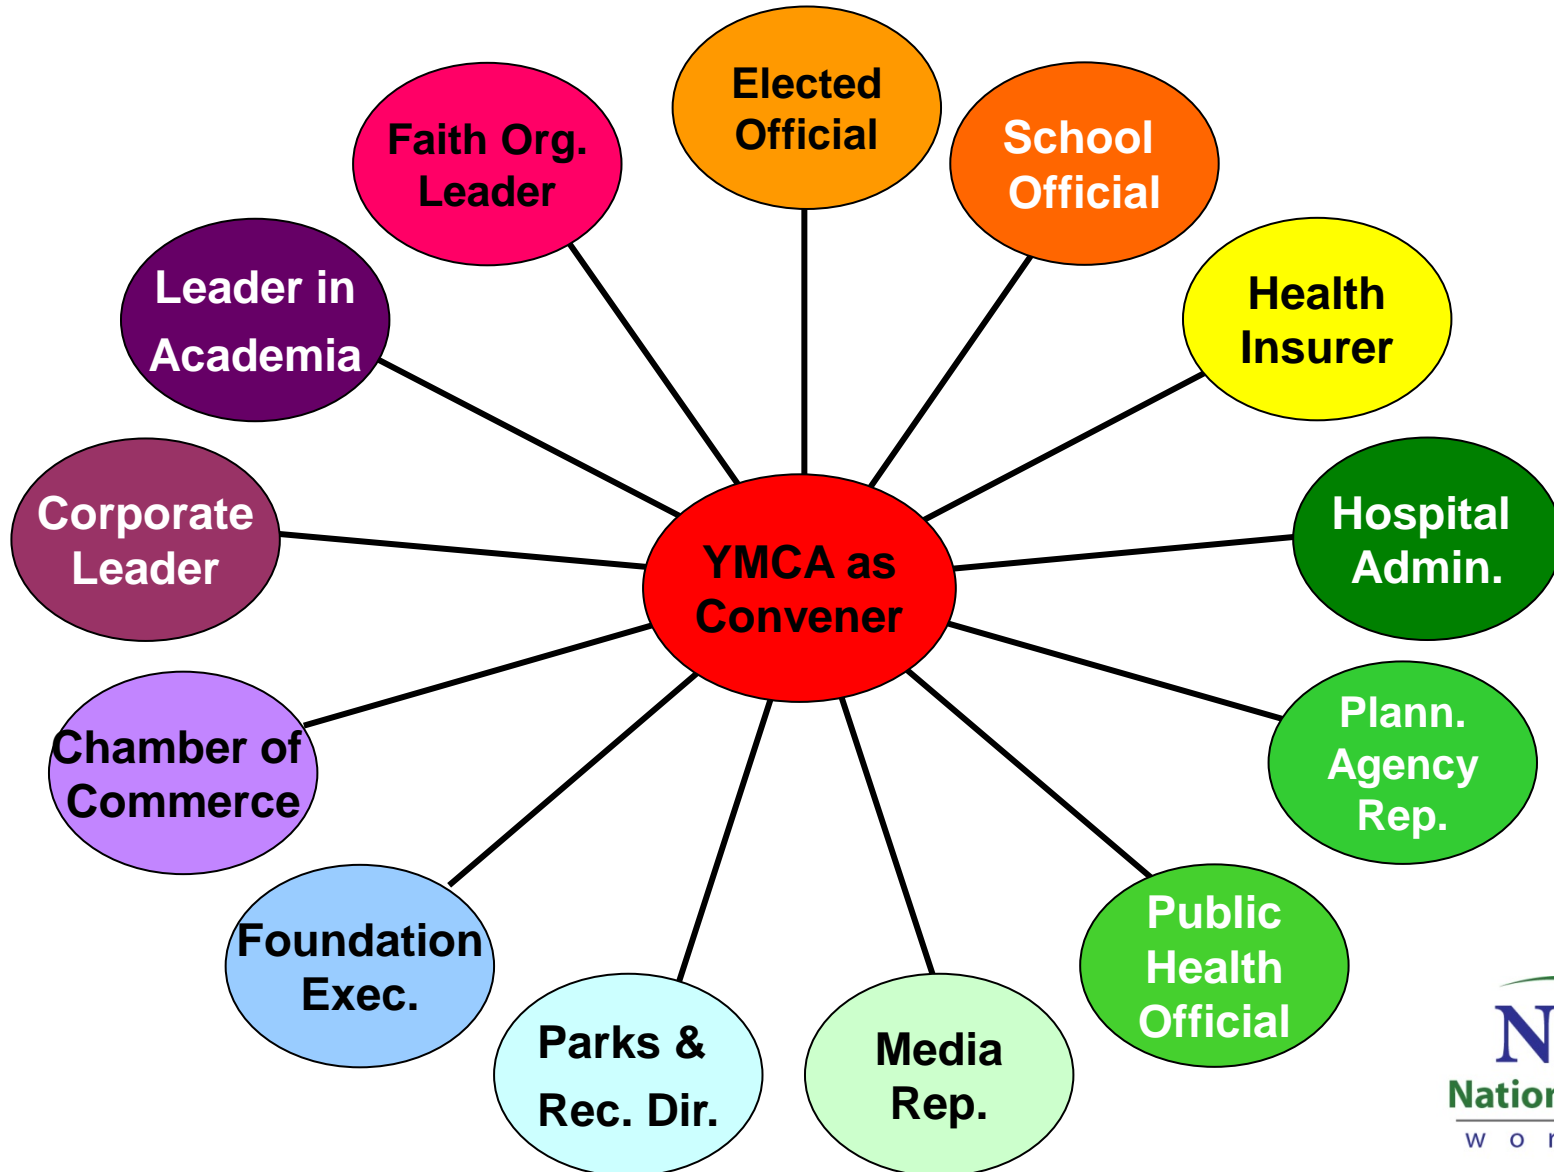 Elected
Official
School
Official
Health
Insurer
Hospital
Admin.
Plann.
Agency
Rep.
Public
Health
Official
Media
Rep.
Parks &
Rec. Dir.
Foundation
Exec.
Chamber of
Commerce
Corporate
Leader
Leader in
Academia
Faith Org.
Leader
YMCA as
Convener
N